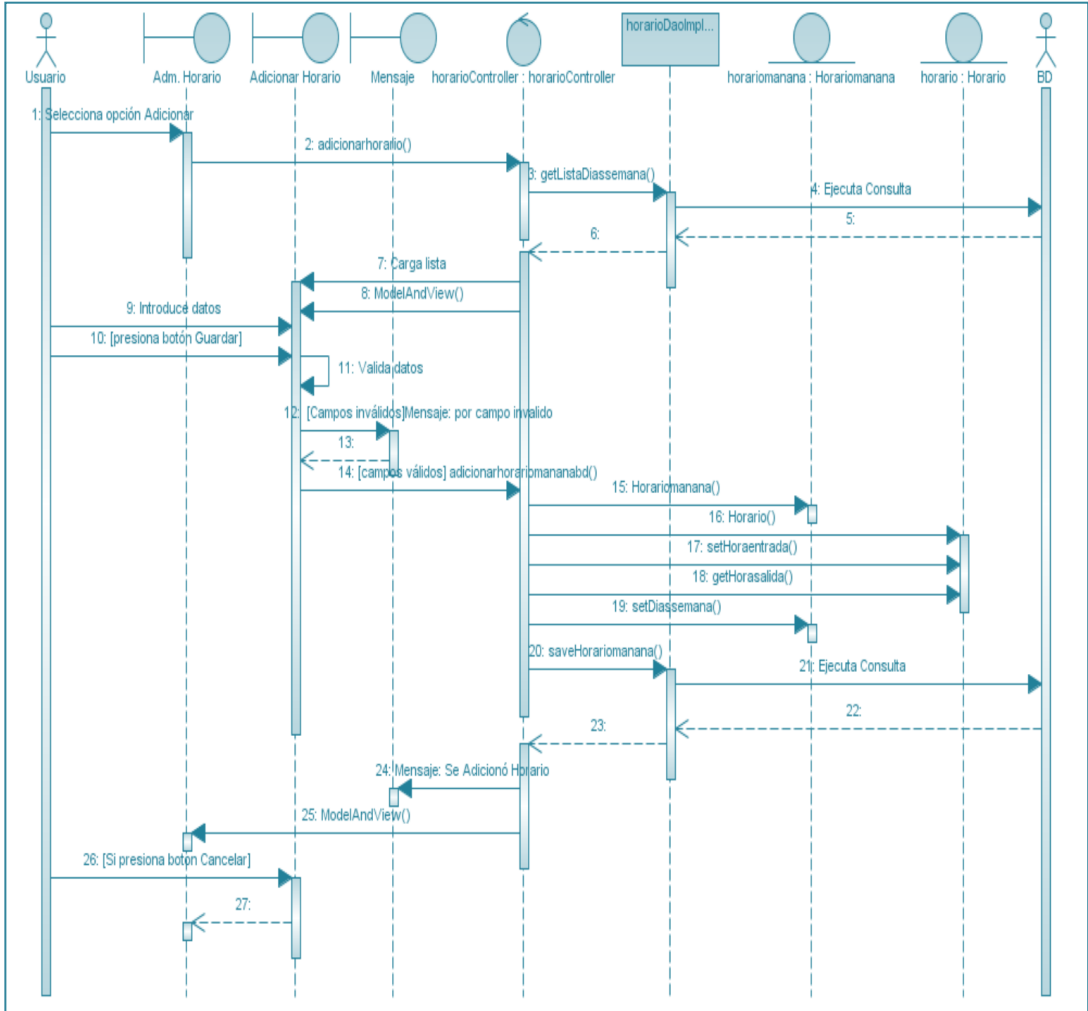 horarioDaoImpl...
Usuario
Adm. Horario
Adicionar Horario
Mensaje
horarioController : horarioController
horariomanana : Horariomanana
horario : Horario
BD
1: Selecciona opción Adicionar
2: adicionarhorario()
3: getListaDiassemana()
4: Ejecuta Consulta
5:
6:
7: Carga lista
8: ModelAndView()
9: Introduce datos
10: [presiona botón Guardar]
11: Valida datos
12: [Campos inválidos]Mensaje: por campo invalido
13:
14: [campos válidos] adicionarhorariomananabd()
15: Horariomanana()
16: Horario()
17: setHoraentrada()
18: getHorasalida()
19: setDiassemana()
20: saveHorariomanana()
21: Ejecuta Consulta
22:
23:
24: Mensaje: Se Adicionó Horario
25: ModelAndView()
26: [Si presiona botón Cancelar]
27: